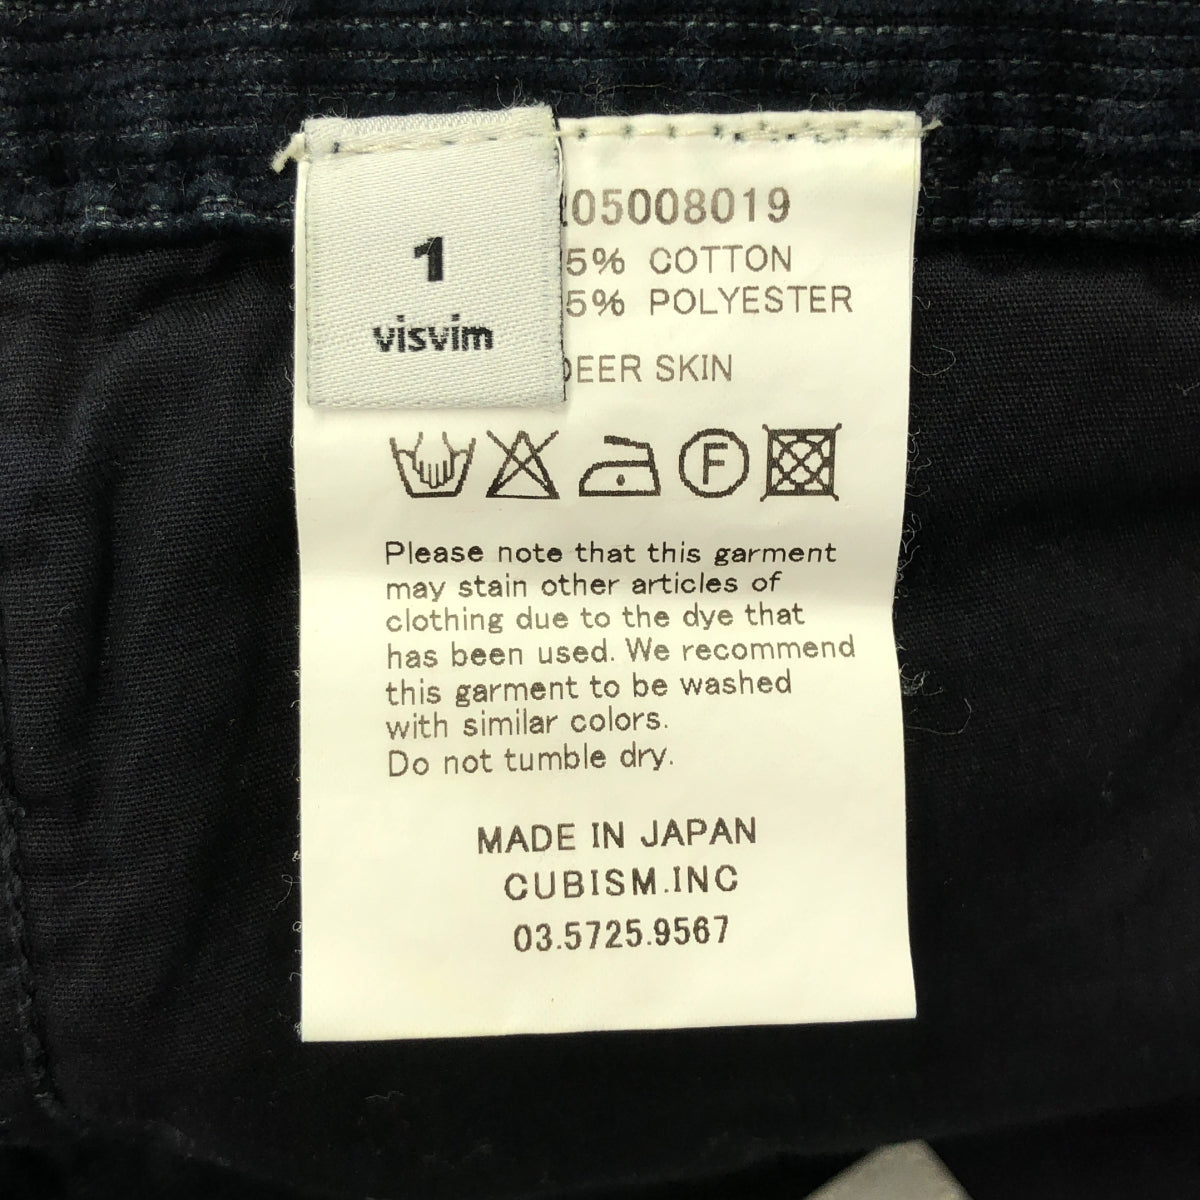 1
visvim
05008019
5% COTTON
5% POLYESTER
DEER SKIN
F
Please note that this garment
may stain other articles of
clothing due to the dye that
has been used. We recommend
this garment to be washed
with similar colors.
Do not tumble dry.
MADE IN JAPAN
CUBISM.INC
03.5725.9567